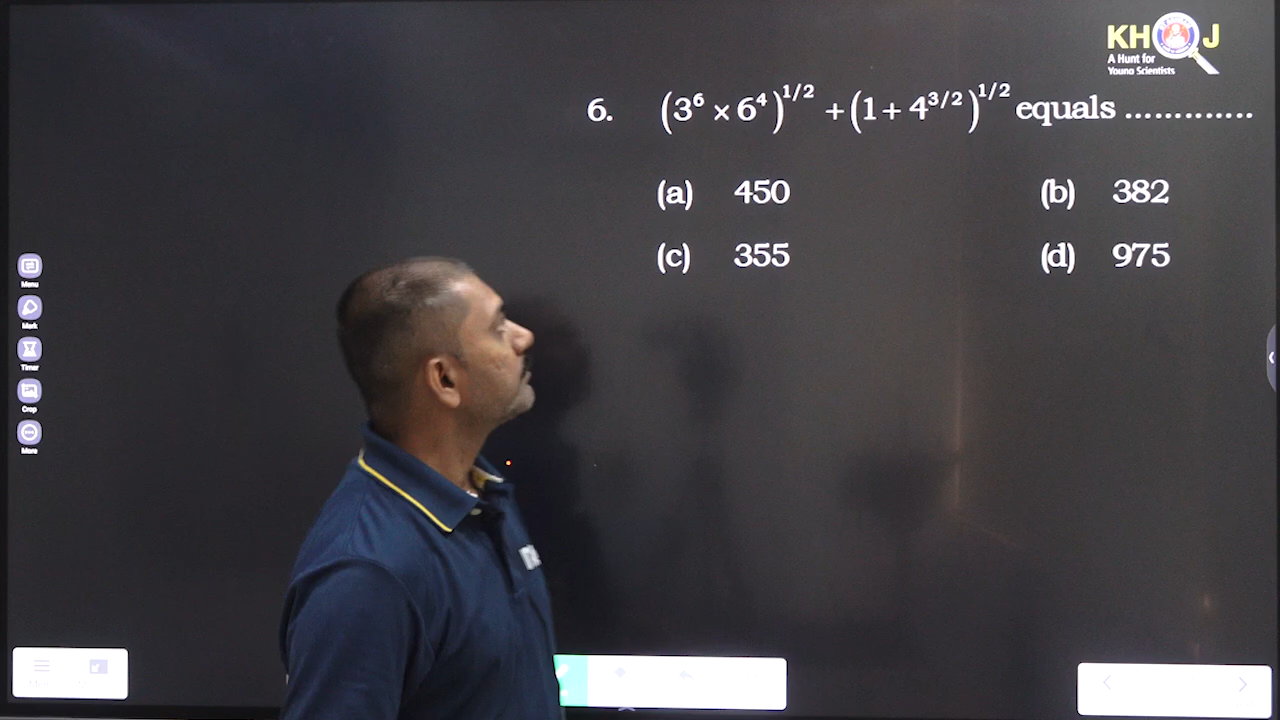 KHOJ
A Hunt for
Young Scientists
6. (3⁶ × 6⁴)^1/2 + (1 + 4^3/2)^1/2 equals .............
(a) 450 (b) 382
(c) 355 (d) 975
Menu
Mark
Timer
Crop
More